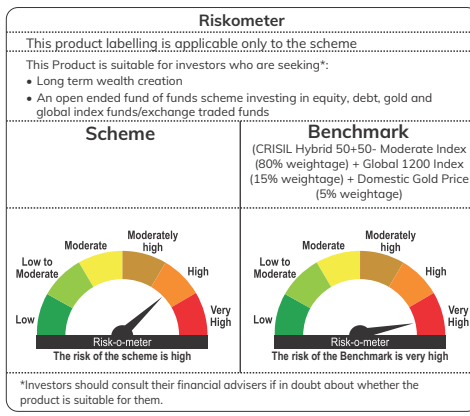 Riskometer
This product labelling is applicable only to the scheme
This Product is suitable for investors who are seeking*:
• Long term wealth creation
• An open ended fund of funds scheme investing in equity, debt, gold and
global index funds/exchange traded funds
Scheme
Benchmark
(CRISIL Hybrid 50+50- Moderate Index
(80% weightage) + Global 1200 Index
(15% weightage) + Domestic Gold Price
(5% weightage)
Low
Low to
Moderate
Moderate
Moderately
high
High
Very
High
Risk-o-meter
The risk of the scheme is high
Low
Low to
Moderate
Moderate
Moderately
high
High
Very
High
Risk-o-meter
The risk of the Benchmark is very high
*Investors should consult their financial advisers if in doubt about whether the
product is suitable for them.